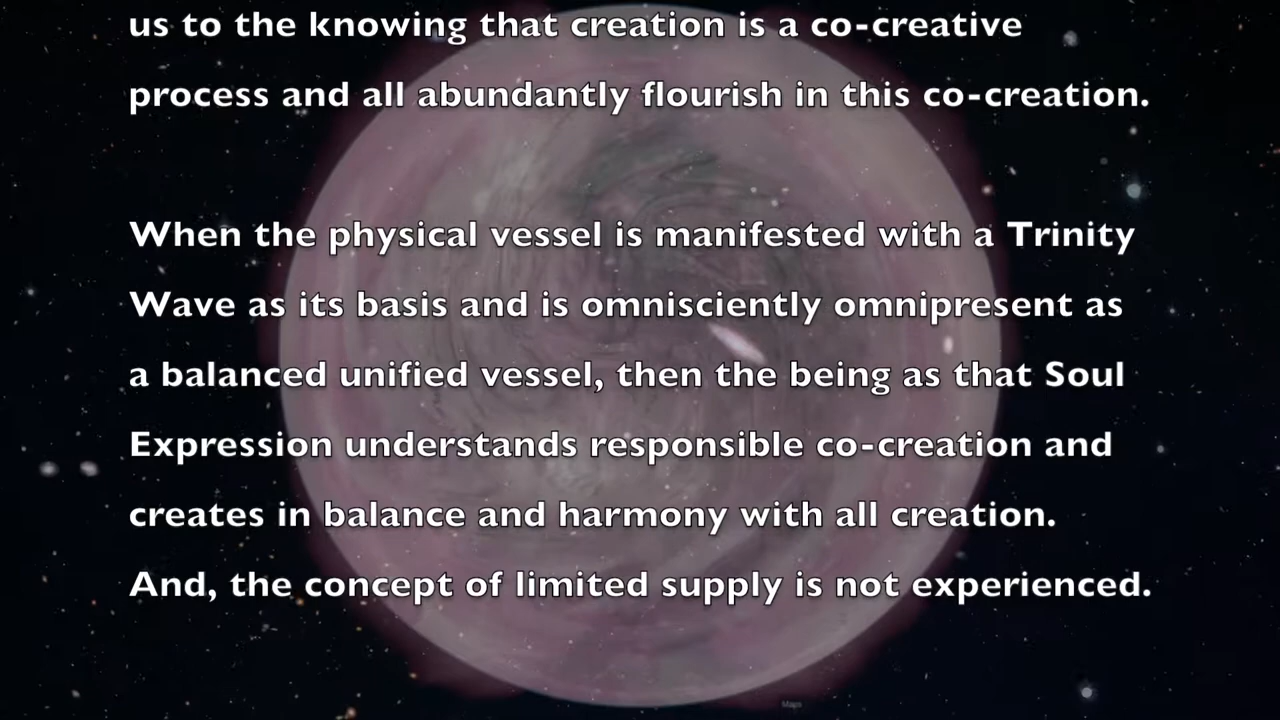 us to the knowing that creation is a co-creative
process and all abundantly flourish in this co-creation.
When the physical vessel is manifested with a Trinity
Wave as its basis and is omnisciently omnipresent as
a balanced unified vessel, then the being as that Soul
Expression understands responsible co-creation and
creates in balance and harmony with all creation.
And, the concept of limited supply is not experienced.
Maps